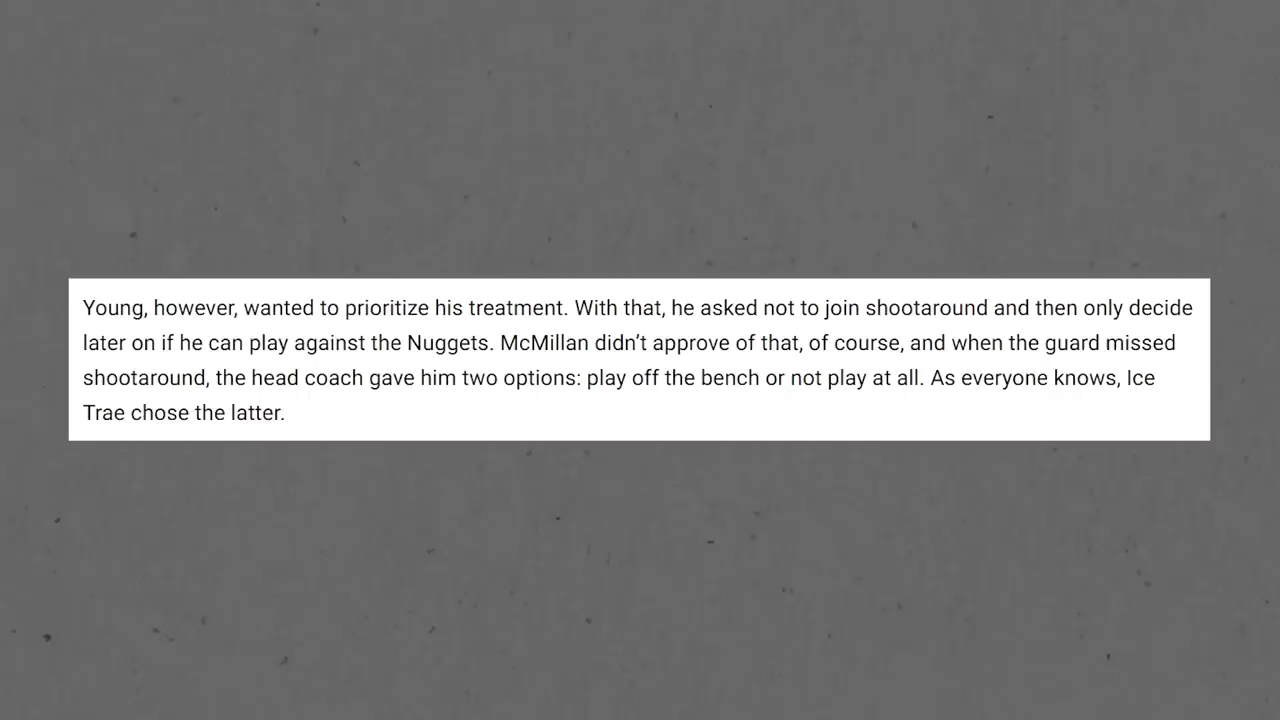 Young, however, wanted to prioritize his treatment. With that, he asked not to join shootaround and then only decide
later on if he can play against the Nuggets. McMillan didn’t approve of that, of course, and when the guard missed
shootaround, the head coach gave him two options: play off the bench or not play at all. As everyone knows, Ice
Trae chose the latter.